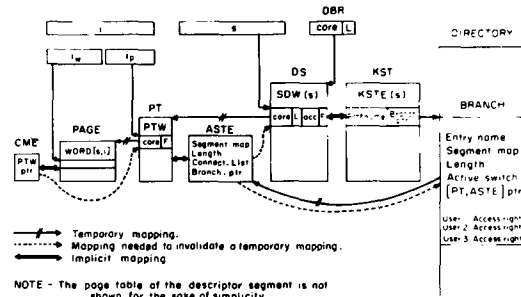 DBR
core L
DIRECTORY
i
s
iw
ip
DS
KST
SDW(s)
KSTE(s)
BRANCH
PT
core L acc F
CME
PAGE
PTW
ASTE
PTW
ptr
WORD[s,i]
core F
Segment map
Length
Connect. List
Branch. ptr
Entry name
Segment map
Length
Active switch
[PT, ASTE] ptr
User 1 Access right
User 2 Access right
User 3 Access right
Temporary mapping.
Mapping needed to invalidate a temporary mapping.
Implicit mapping
NOTE - The page table of the descriptor segment is not
shown for the sake of simplicity